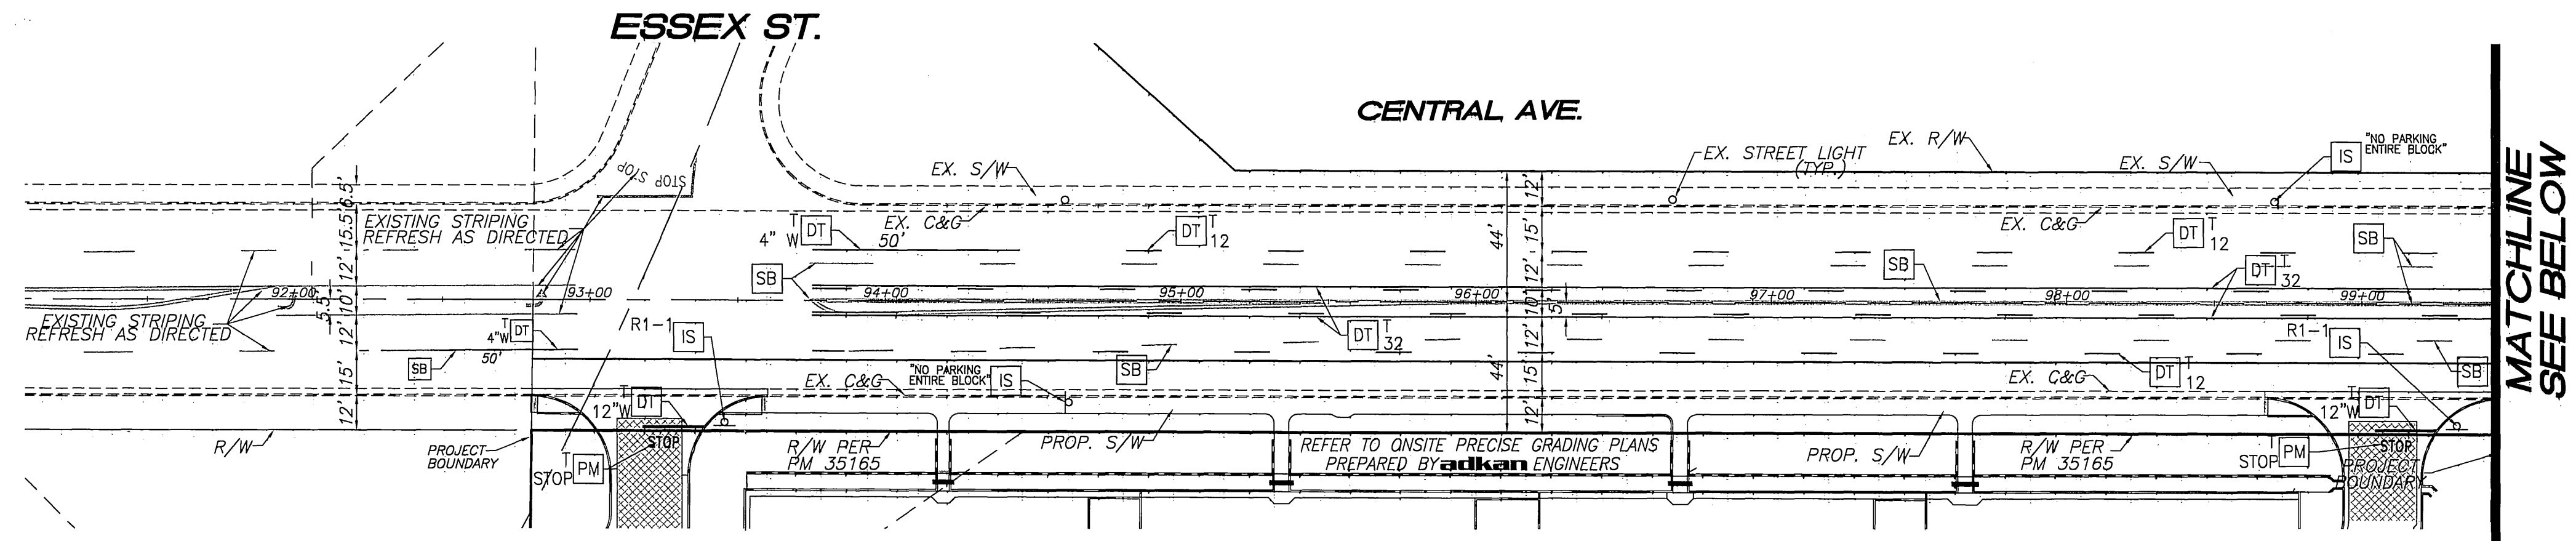 ESSEX ST.
CENTRAL AVE.
MATCHLINE
SEE BELOW
EX. S/W
EX. STREET LIGHT
(TYP.)
EX. R/W
EX. S/W
IS
"NO PARKING
ENTIRE BLOCK"
STOP
STOP
6.5'
15.5'
12'
10'
5.5
12'
15'
12'
EXISTING STRIPING
REFRESH AS DIRECTED
4" W
T
DT
50'
EX. C&G
DT
T
12
44'
12'
15'
12'
10'
5'
12'
44'
15'
12'
EX. C&G
DT
T
12
SB
SB
SB
DT
T
32
92+00
93+00
94+00
95+00
96+00
97+00
98+00
99+00
EXISTING STRIPING
REFRESH AS DIRECTED
T
4"W
DT
50'
SB
R1-1
IS
DT
T
32
SB
R1-1
IS
DT
T
12
SB
"NO PARKING
ENTIRE BLOCK"
IS
EX. C&G
EX. C&G
T
12"W
DT
T
12"W
DT
R/W
PROJECT
BOUNDARY
STOP
T
STOP
PM
R/W PER
PM 35165
PROP. S/W
REFER TO ONSITE PRECISE GRADING PLANS
PREPARED BY adkan ENGINEERS
PROP. S/W
R/W PER
PM 35165
T
STOP
PM
STOP
PROJECT
BOUNDARY